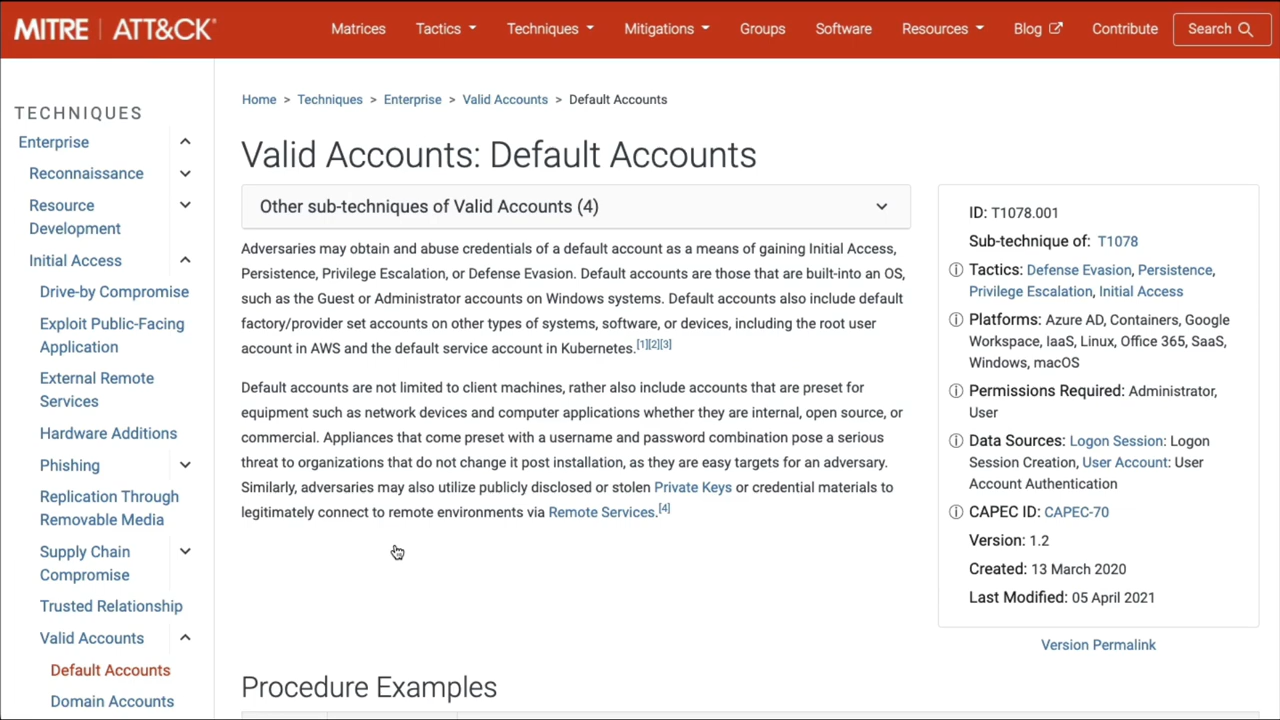 MITRE | ATT&CK®
Matrices
Tactics
Techniques
Mitigations
Groups
Software
Resources
Blog
Contribute
Search
TECHNIQUES
Enterprise
Reconnaissance
Resource
Development
Initial Access
Drive-by Compromise
Exploit Public-Facing
Application
External Remote
Services
Hardware Additions
Phishing
Replication Through
Removable Media
Supply Chain
Compromise
Trusted Relationship
Valid Accounts
Default Accounts
Domain Accounts
Home > Techniques > Enterprise > Valid Accounts > Default Accounts
Valid Accounts: Default Accounts
Other sub-techniques of Valid Accounts (4)
Adversaries may obtain and abuse credentials of a default account as a means of gaining Initial Access,
Persistence, Privilege Escalation, or Defense Evasion. Default accounts are those that are built-into an OS,
such as the Guest or Administrator accounts on Windows systems. Default accounts also include default
factory/provider set accounts on other types of systems, software, or devices, including the root user
account in AWS and the default service account in Kubernetes.[1][2][3]
Default accounts are not limited to client machines, rather also include accounts that are preset for
equipment such as network devices and computer applications whether they are internal, open source, or
commercial. Appliances that come preset with a username and password combination pose a serious
threat to organizations that do not change it post installation, as they are easy targets for an adversary.
Similarly, adversaries may also utilize publicly disclosed or stolen Private Keys or credential materials to
legitimately connect to remote environments via Remote Services.[4]
Procedure Examples
ID: T1078.001
Sub-technique of: T1078
Tactics: Defense Evasion, Persistence,
Privilege Escalation, Initial Access
Platforms: Azure AD, Containers, Google
Workspace, IaaS, Linux, Office 365, SaaS,
Windows, macOS
Permissions Required: Administrator,
User
Data Sources: Logon Session: Logon
Session Creation, User Account: User
Account Authentication
CAPEC ID: CAPEC-70
Version: 1.2
Created: 13 March 2020
Last Modified: 05 April 2021
Version Permalink